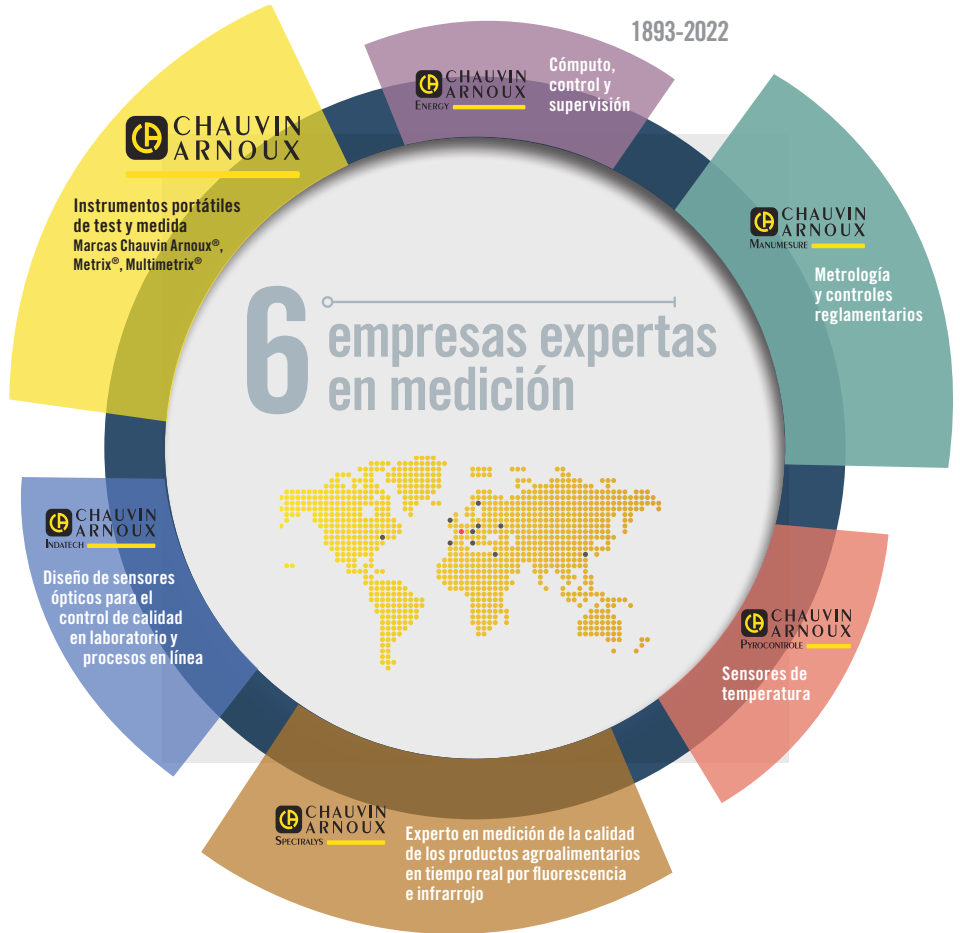 1893-2022
CHAUVIN
ARNOUX
ENERGY
Cómputo,
control y
supervisión
CA CHAUVIN
ARNOUX
Instrumentos portátiles
de test y medida
Marcas Chauvin Arnoux®,
Metrix®, Multimetrix®
CHAUVIN
ARNOUX
MANUMESURE
Metrología
y controles
reglamentarios
6 empresas expertas
en medición
CHAUVIN
ARNOUX
INDATECH
Diseño de sensores
ópticos para el
control de calidad
en laboratorio y
procesos en línea
CHAUVIN
ARNOUX
PYROCONTROLE
Sensores de
temperatura
CHAUVIN
ARNOUX
SPECTRALYS
Experto en medición de la calidad
de los productos agroalimentarios
en tiempo real por fluorescencia
e infrarrojo